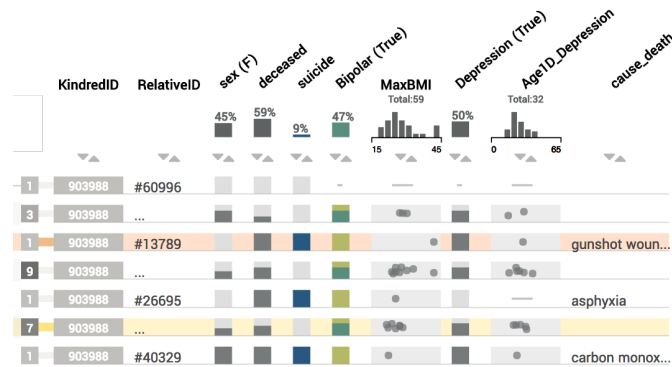 KindredID RelativeID sex (F) deceased suicide Bipolar (True) MaxBMI Depression (True) Age1D_Depression cause_death
Total:59 Total:32
45% 59% 9% 47% 50%
15 45 0 65
1 903988 #60996
3 903988 ...
1 903988 #13789 gunshot woun...
9 903988 ...
1 903988 #26695 asphyxia
7 903988 ...
1 903988 #40329 carbon monox...